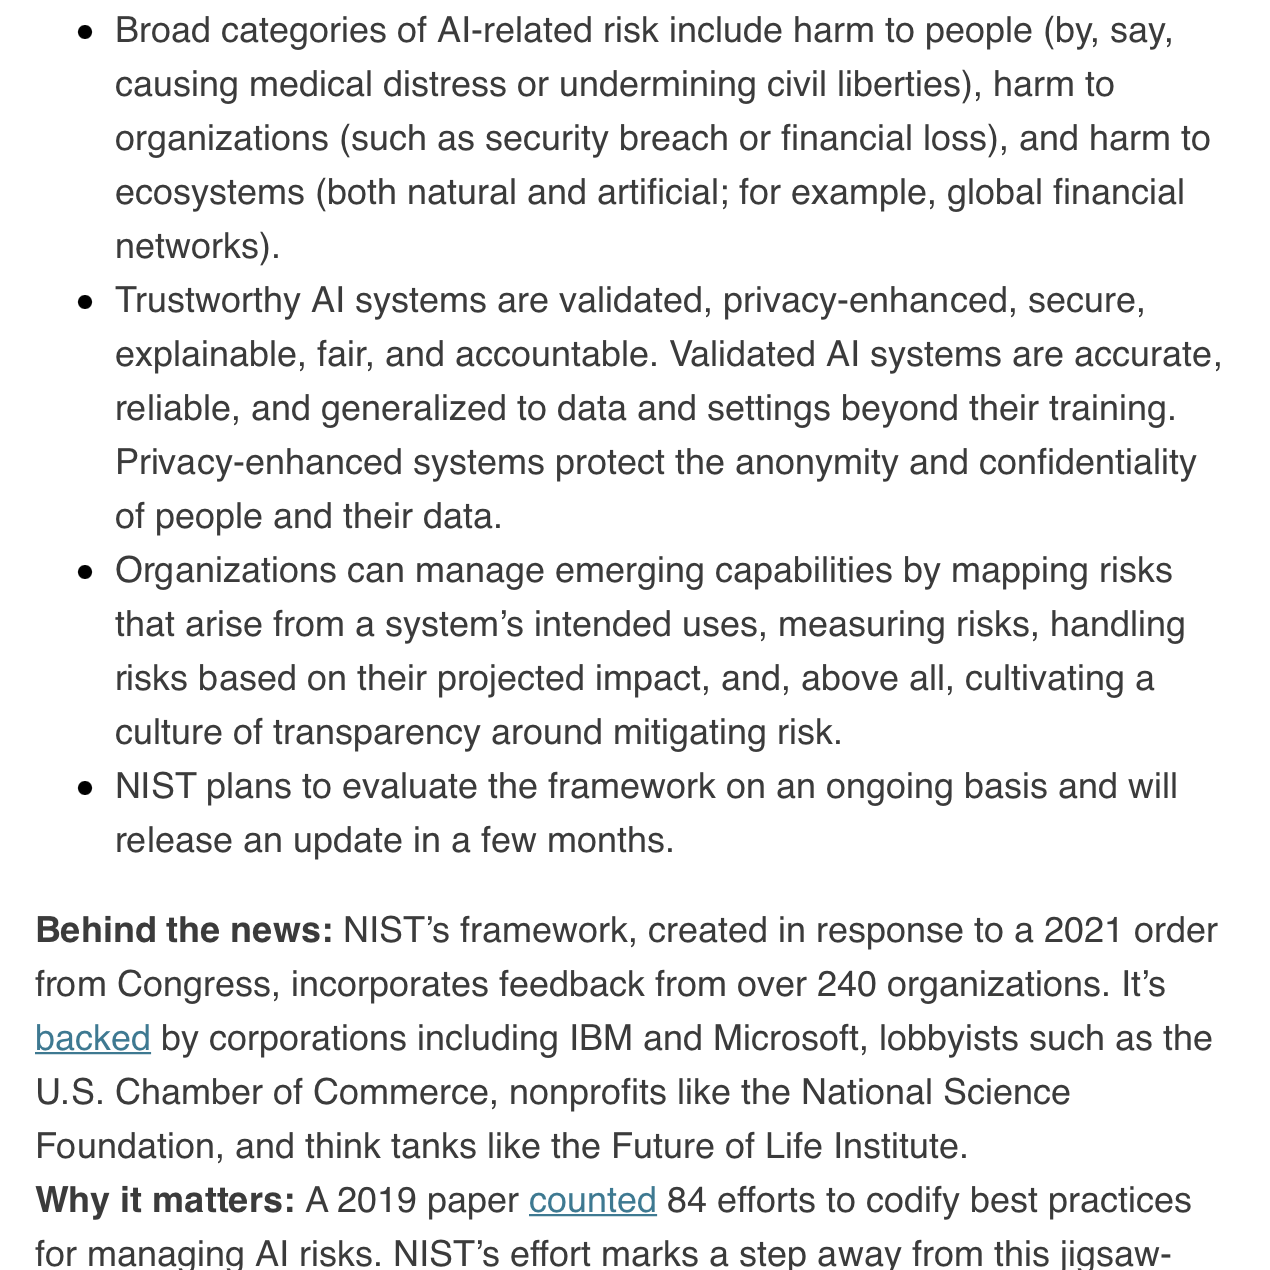 Broad categories of AI-related risk include harm to people (by, say,
causing medical distress or undermining civil liberties), harm to
organizations (such as security breach or financial loss), and harm to
ecosystems (both natural and artificial; for example, global financial
networks).
Trustworthy AI systems are validated, privacy-enhanced, secure,
explainable, fair, and accountable. Validated AI systems are accurate,
reliable, and generalized to data and settings beyond their training.
Privacy-enhanced systems protect the anonymity and confidentiality
of people and their data.
Organizations can manage emerging capabilities by mapping risks
that arise from a system’s intended uses, measuring risks, handling
risks based on their projected impact, and, above all, cultivating a
culture of transparency around mitigating risk.
NIST plans to evaluate the framework on an ongoing basis and will
release an update in a few months.
Behind the news: NIST’s framework, created in response to a 2021 order
from Congress, incorporates feedback from over 240 organizations. It’s
backed by corporations including IBM and Microsoft, lobbyists such as the
U.S. Chamber of Commerce, nonprofits like the National Science
Foundation, and think tanks like the Future of Life Institute.
Why it matters: A 2019 paper counted 84 efforts to codify best practices
for managing AI risks. NIST’s effort marks a step away from this jigsaw-